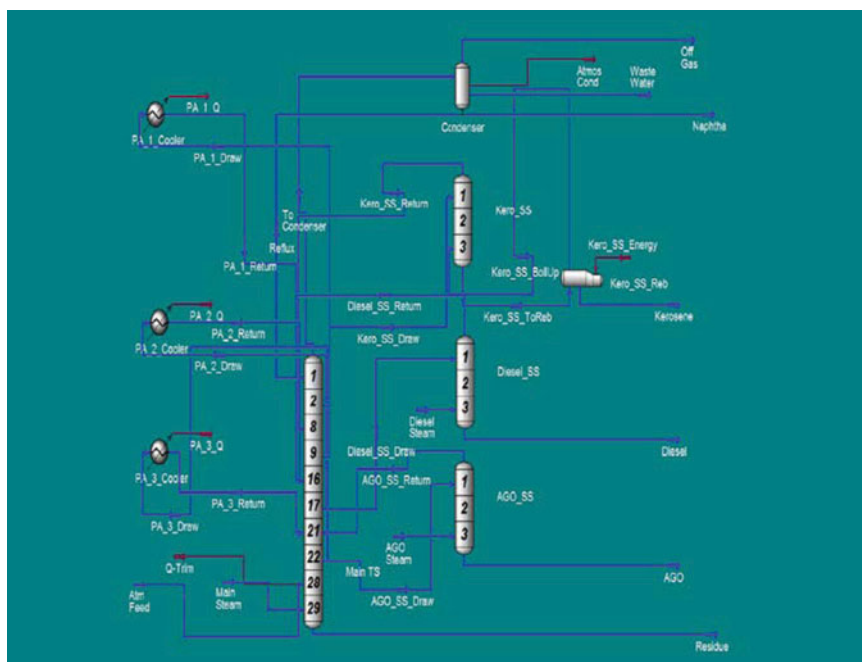 Off
Gas
Atmos
Cond
Waste
Water
Condenser
Naphtha
PA_1_Q
PA_1_Cooler
PA_1_Draw
Kero_SS_Return
1
2
3
Kero_SS
To
Condenser
Reflux
PA_1_Return
Kero_SS_BoilUp
Kero_SS_Energy
Kero_SS_Reb
Diesel_SS_Return
Kero_SS_ToReb
Kerosene
PA_2_Q
PA_2_Return
Kero_SS_Draw
PA_2_Cooler
PA_2_Draw
1
2
3
Diesel_SS
Diesel
Steam
1
2
8
9
16
17
21
22
28
29
PA_3_Q
Diesel_SS_Draw
Diesel
PA_3_Cooler
AGO_SS_Return
1
2
3
AGO_SS
PA_3_Return
PA_3_Draw
AGO
Steam
Q-Trim
Main TS
AGO
Atm
Feed
Main
Steam
AGO_SS_Draw
Residue